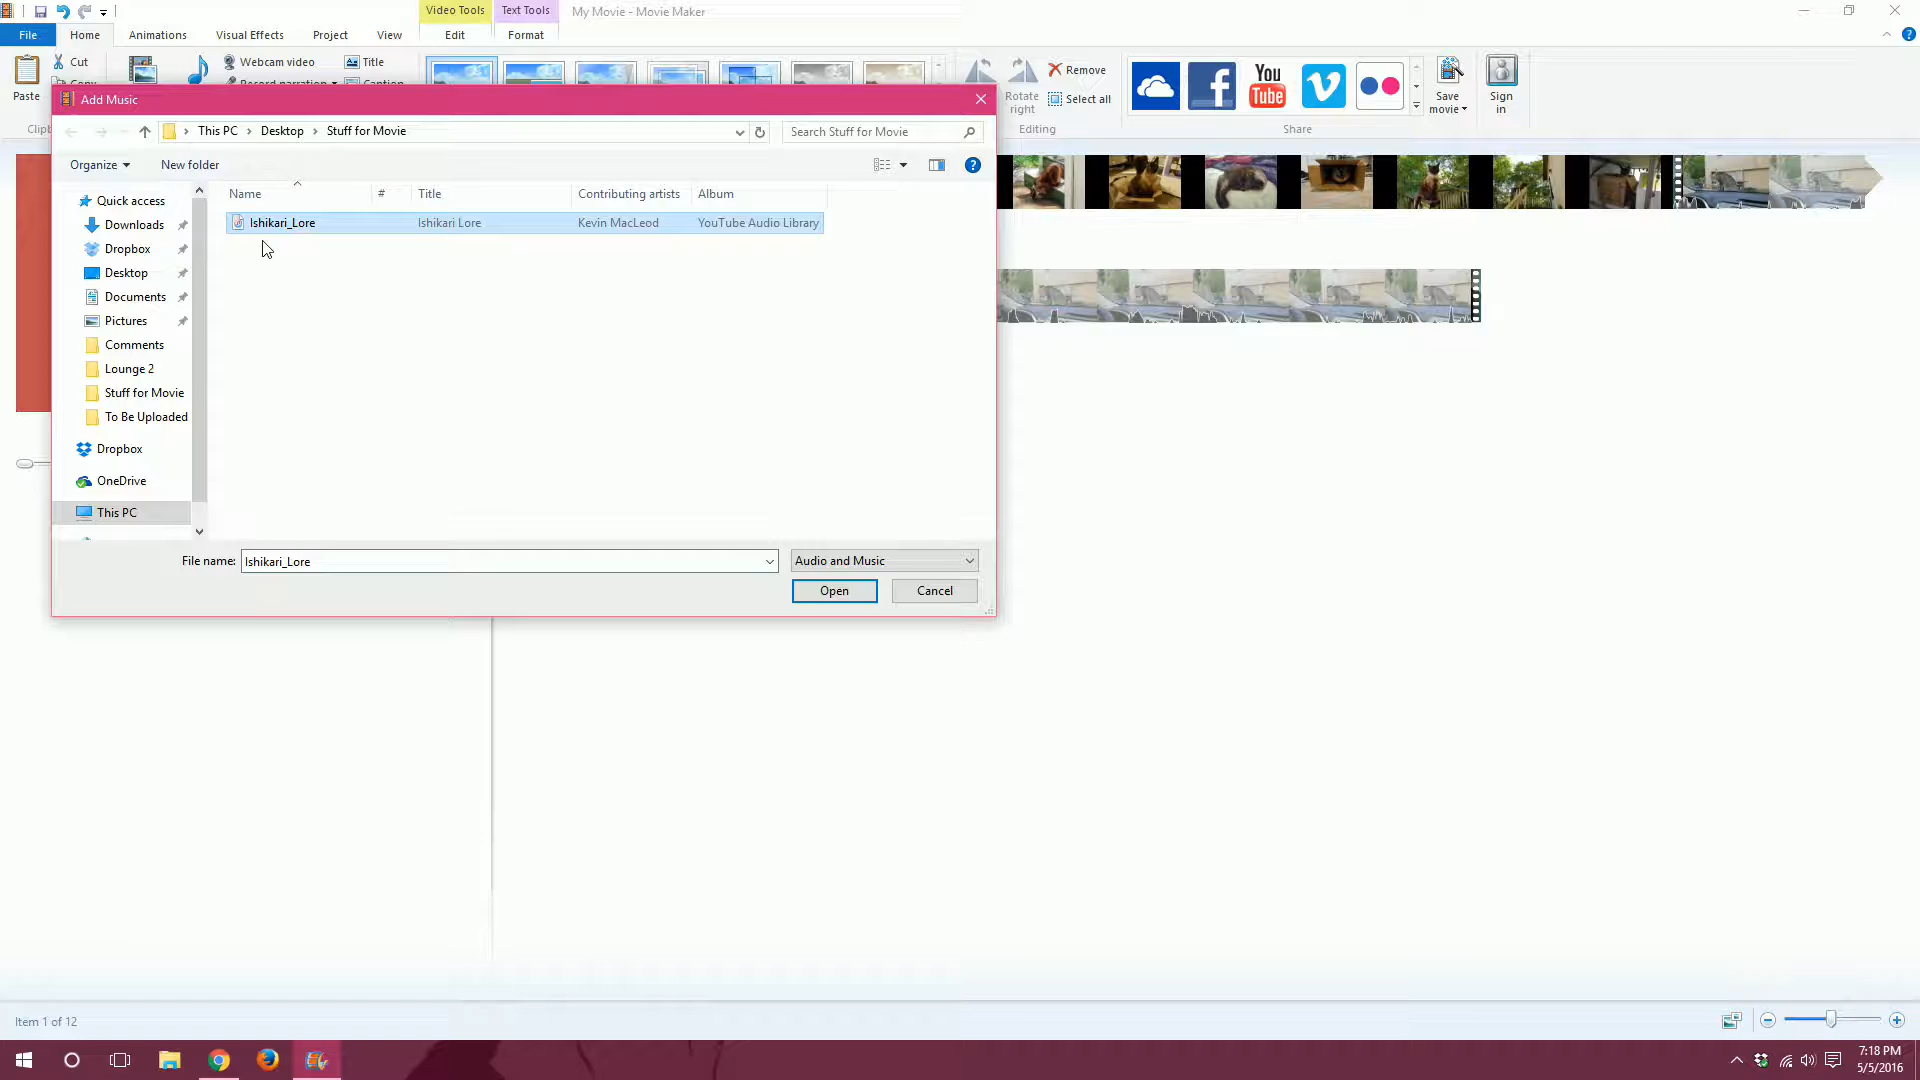 Video Tools
Text Tools
My Movie - Movie Maker
File
Home
Animations
Visual Effects
Project
View
Edit
Format
Paste
Cut
Webcam video
Title
Rotate
right
Remove
Select all
Editing
You
Tube
Share
Save
movie
Sign
in
Add Music
This PC
Desktop
Stuff for Movie
Search Stuff for Movie
Organize
New folder
Name
#
Title
Contributing artists
Album
Ishikari_Lore
Ishikari Lore
Kevin MacLeod
YouTube Audio Library
Quick access
Downloads
Dropbox
Desktop
Documents
Pictures
Comments
Lounge 2
Stuff for Movie
To Be Uploaded
Dropbox
OneDrive
This PC
File name:
Ishikari_Lore
Audio and Music
Open
Cancel
Item 1 of 12
7:18 PM
5/5/2016